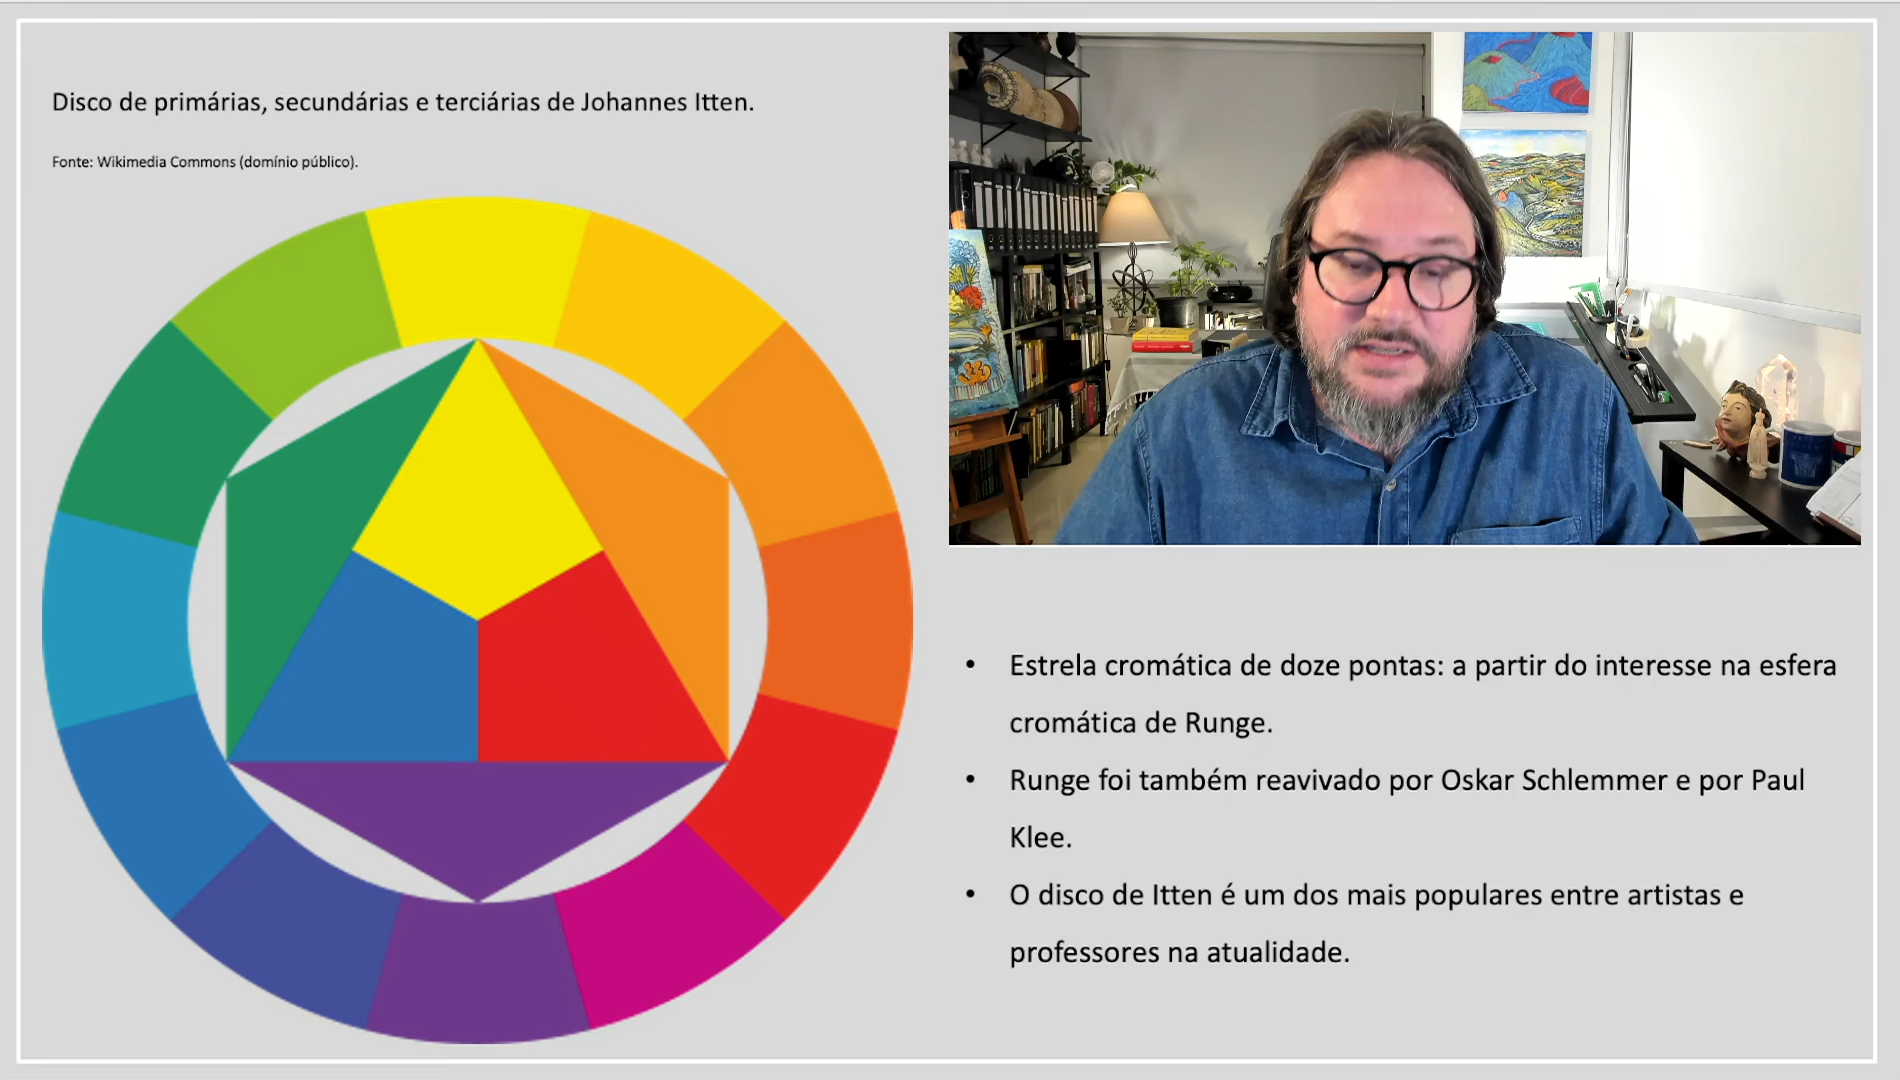 Disco de primárias, secundárias e terciárias de Johannes Itten.
Fonte: Wikimedia Commons (domínio público).
• Estrela cromática de doze pontas: a partir do interesse na esfera
cromática de Runge.
• Runge foi também reavivado por Oskar Schlemmer e por Paul
Klee.
• O disco de Itten é um dos mais populares entre artistas e
professores na atualidade.